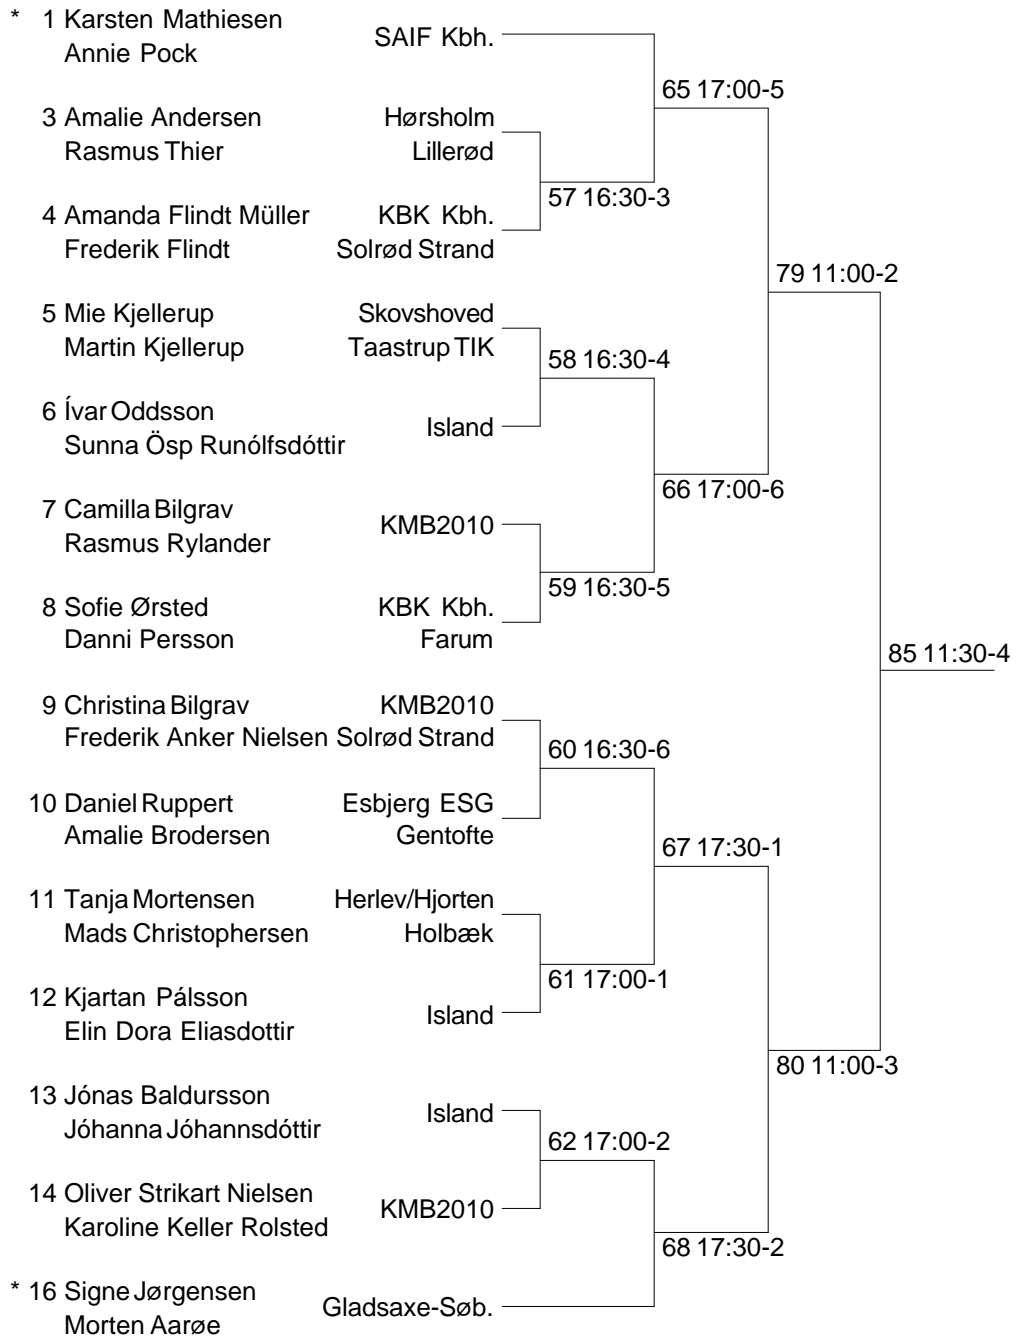 * 1 Karsten Mathiesen
SAIF Kbh.
Annie Pock
65 17:00-5
3 Amalie Andersen Hørsholm
Rasmus Thier Lillerød
57 16:30-3
4 Amanda Flindt Müller KBK Kbh.
Frederik Flindt Solrød Strand
79 11:00-2
5 Mie Kjellerup Skovshoved
Martin Kjellerup Taastrup TIK
58 16:30-4
6 Ívar Oddsson
Island
Sunna Ösp Runólfsdóttir
66 17:00-6
7 Camilla Bilgrav
KMB2010
Rasmus Rylander
59 16:30-5
8 Sofie Ørsted KBK Kbh.
Danni Persson Farum
85 11:30-4
9 Christina Bilgrav KMB2010
Frederik Anker Nielsen Solrød Strand
60 16:30-6
10 Daniel Ruppert Esbjerg ESG
Amalie Brodersen Gentofte
67 17:30-1
11 Tanja Mortensen Herlev/Hjorten
Mads Christophersen Holbæk
61 17:00-1
12 Kjartan Pálsson
Island
Elin Dora Eliasdottir
80 11:00-3
13 Jónas Baldursson
Island
Jóhanna Jóhannsdóttir
62 17:00-2
14 Oliver Strikart Nielsen
KMB2010
Karoline Keller Rolsted
68 17:30-2
* 16 Signe Jørgensen
Gladsaxe-Søb.
Morten Aarøe